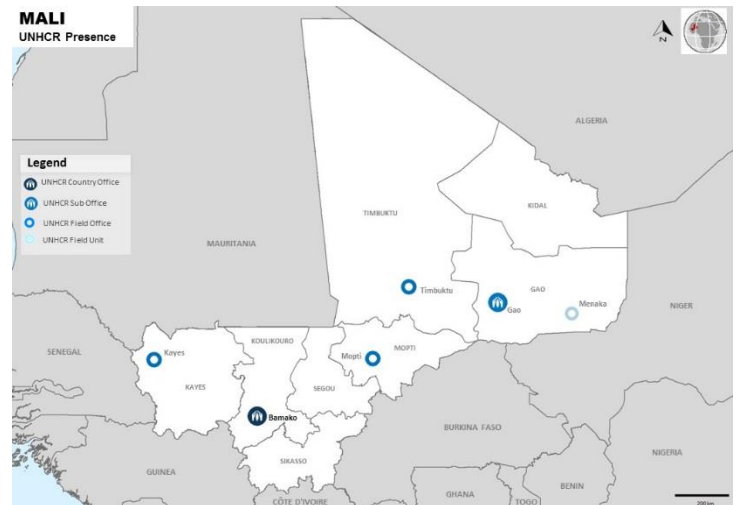 MALI
UNHCR Presence
N
ALGERIA
Legend
UNHCR Country Office
UNHCR Sub Office
UNHCR Field Office
UNHCR Field Unit
KIDAL
TIMBUKTU
MAURITANIA
Timbuktu
GAO
Menaka
Gao
NIGER
KOULIKOURO
SENEGAL
Kayes
Mopti
MOPTI
KAYES
SEGOU
Bamako
BURKINA FASO
SIKASSO
NIGERIA
GUINEA
BENIN
CÔTE D'IVOIRE
GHANA
TOGO
200 km